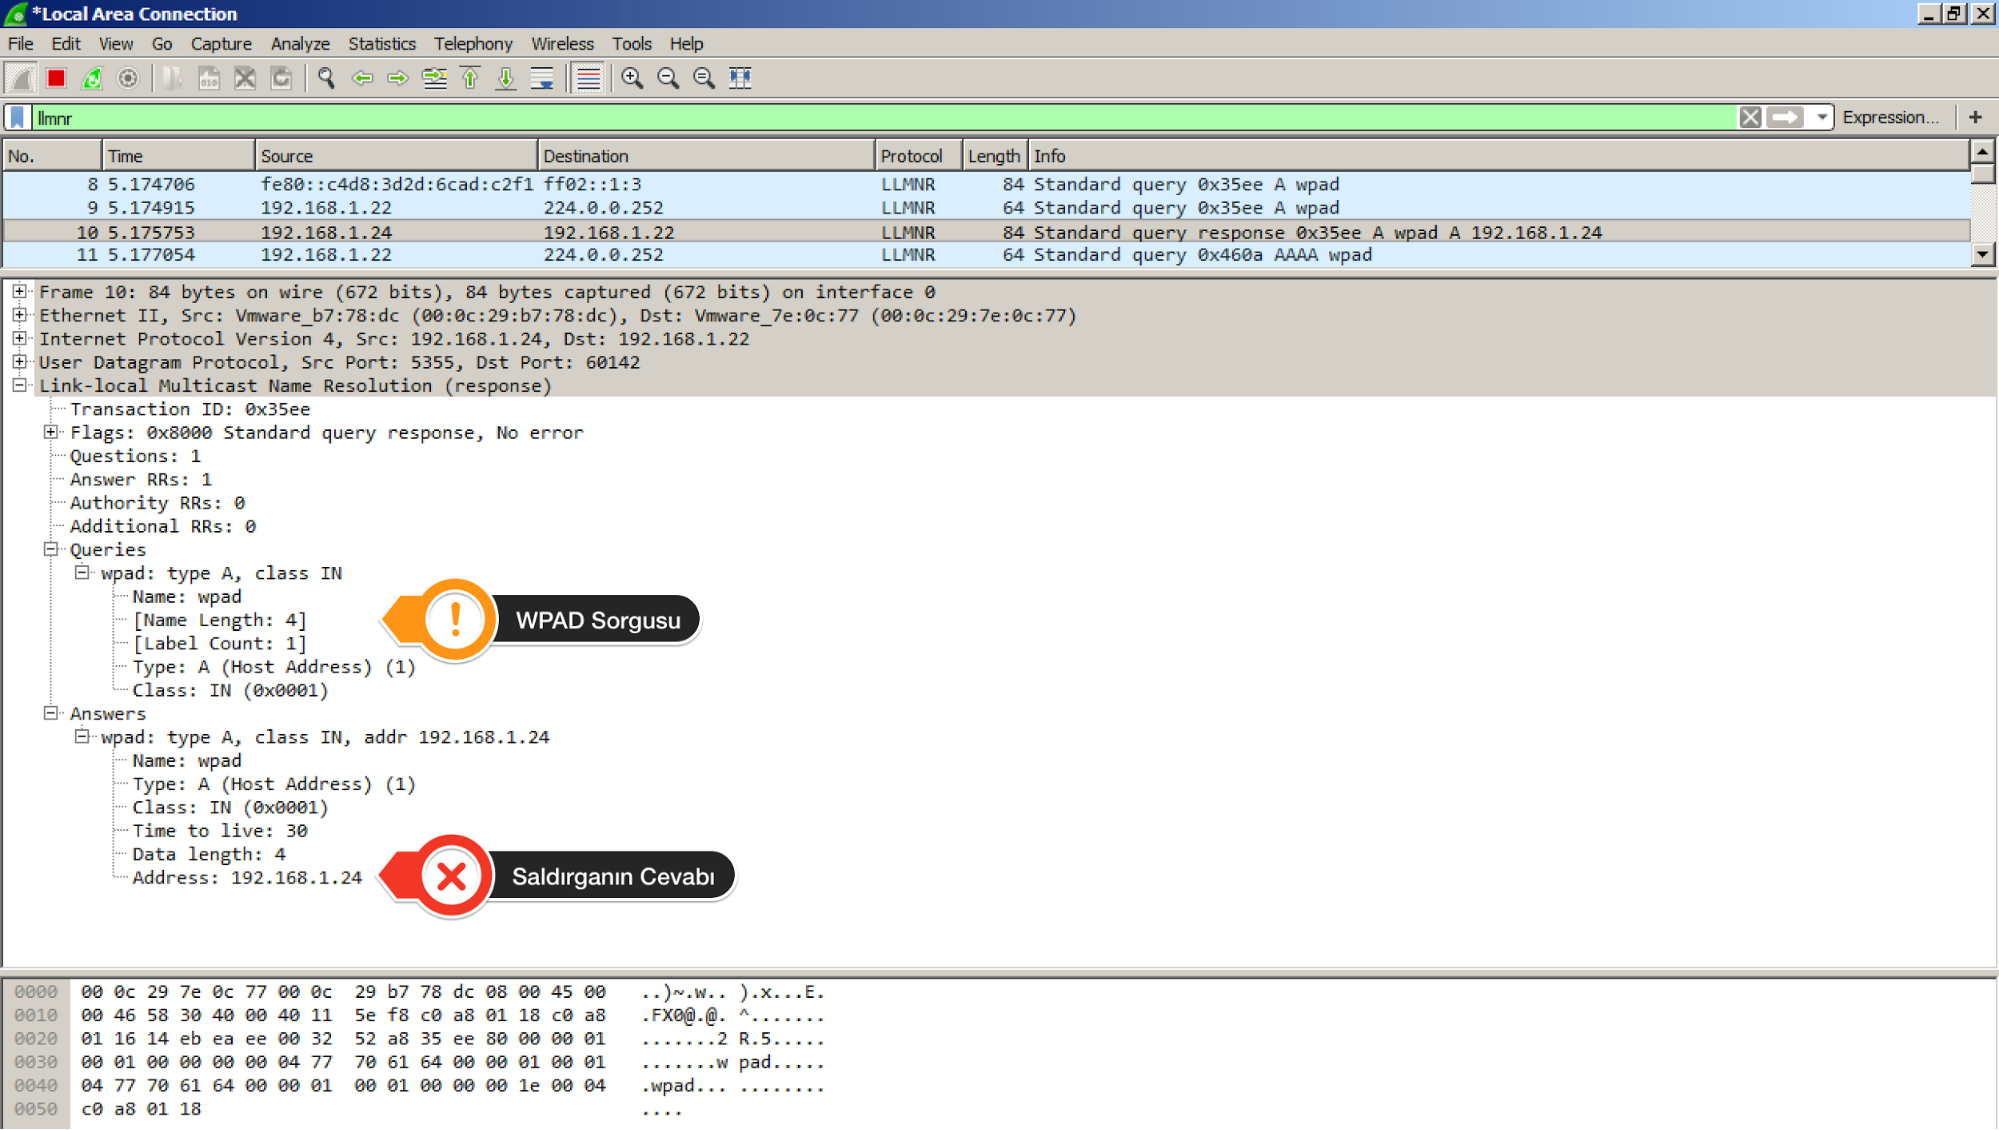 *Local Area Connection
File Edit View Go Capture Analyze Statistics Telephony Wireless Tools Help
llmnr Expression... +
No. Time Source Destination Protocol Length Info
8 5.174706 fe80::c4d8:3d2d:6cad:c2f1 ff02::1:3 LLMNR 84 Standard query 0x35ee A wpad
9 5.174915 192.168.1.22 224.0.0.252 LLMNR 64 Standard query 0x35ee A wpad
10 5.175753 192.168.1.24 192.168.1.22 LLMNR 84 Standard query response 0x35ee A wpad A 192.168.1.24
11 5.177054 192.168.1.22 224.0.0.252 LLMNR 64 Standard query 0x460a AAAA wpad
Frame 10: 84 bytes on wire (672 bits), 84 bytes captured (672 bits) on interface 0
Ethernet II, Src: Vmware_b7:78:dc (00:0c:29:b7:78:dc), Dst: Vmware_7e:0c:77 (00:0c:29:7e:0c:77)
Internet Protocol Version 4, Src: 192.168.1.24, Dst: 192.168.1.22
User Datagram Protocol, Src Port: 5355, Dst Port: 60142
Link-local Multicast Name Resolution (response)
Transaction ID: 0x35ee
Flags: 0x8000 Standard query response, No error
Questions: 1
Answer RRs: 1
Authority RRs: 0
Additional RRs: 0
Queries
wpad: type A, class IN
Name: wpad
[Name Length: 4]
WPAD Sorgusu
[Label Count: 1]
Type: A (Host Address) (1)
Class: IN (0x0001)
Answers
wpad: type A, class IN, addr 192.168.1.24
Name: wpad
Type: A (Host Address) (1)
Class: IN (0x0001)
Time to live: 30
Data length: 4
Address: 192.168.1.24
Saldırganın Cevabı
0000 00 0c 29 7e 0c 77 00 0c 29 b7 78 dc 08 00 45 00 ..)~.w.. ).x...E.
0010 00 46 58 30 40 00 40 11 5e f8 c0 a8 01 18 c0 a8 .FX0@.@. ^.......
0020 01 16 14 eb ea ee 00 32 52 a8 35 ee 80 00 00 01 .......2 R.5.....
0030 00 01 00 00 00 00 04 77 70 61 64 00 00 01 00 01 .......w pad.....
0040 04 77 70 61 64 00 00 01 00 01 00 00 00 1e 00 04 .wpad... ........
0050 c0 a8 01 18 ....